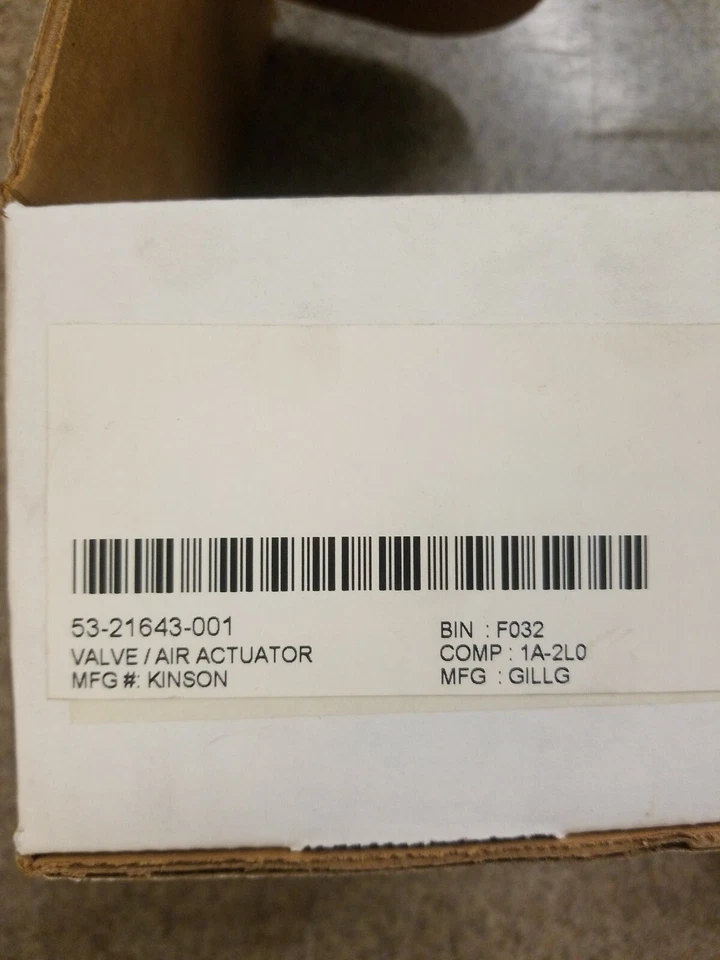 53-21643-001
VALVE / AIR ACTUATOR
MFG #: KINSON
BIN : F032
COMP : 1A-2L0
MFG : GILLG